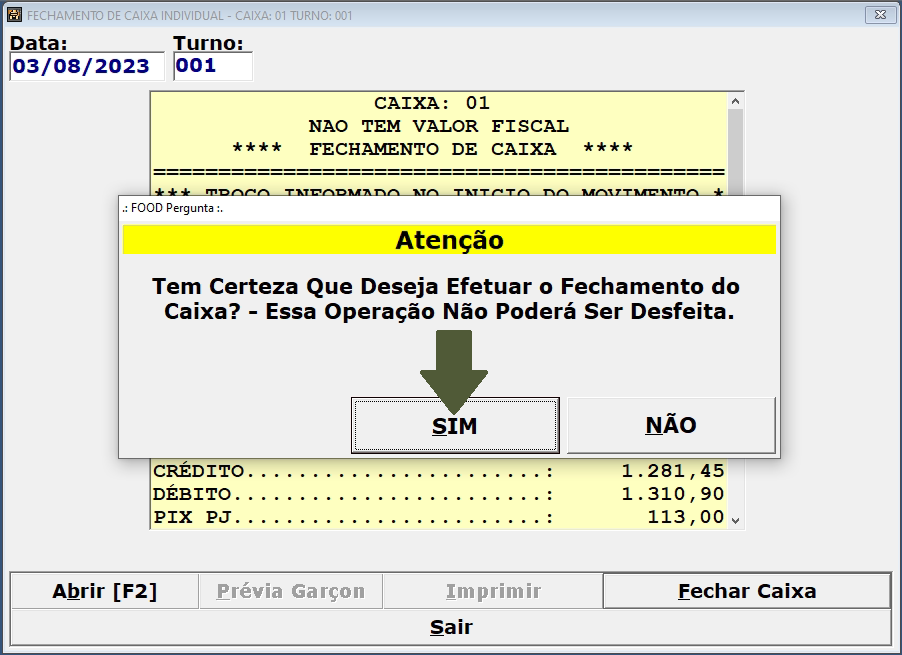 FECHAMENTO DE CAIXA INDIVIDUAL - CAIXA: 01 TURNO: 001
Data: Turno:
03/08/2023 001
CAIXA: 01
NAO TEM VALOR FISCAL
**** FECHAMENTO DE CAIXA ****
============================================
*** TROCO INFORMADO NO INICIO DO MOVIMENTO *
.: FOOD Pergunta :.
Atenção
Tem Certeza Que Deseja Efetuar o Fechamento do
Caixa? - Essa Operação Não Poderá Ser Desfeita.
SIM NÃO
CRÉDITO.......................: 1.281,45
DÉBITO........................: 1.310,90
PIX PJ........................: 113,00
Abrir [F2] Prévia Garçon Imprimir Fechar Caixa
Sair